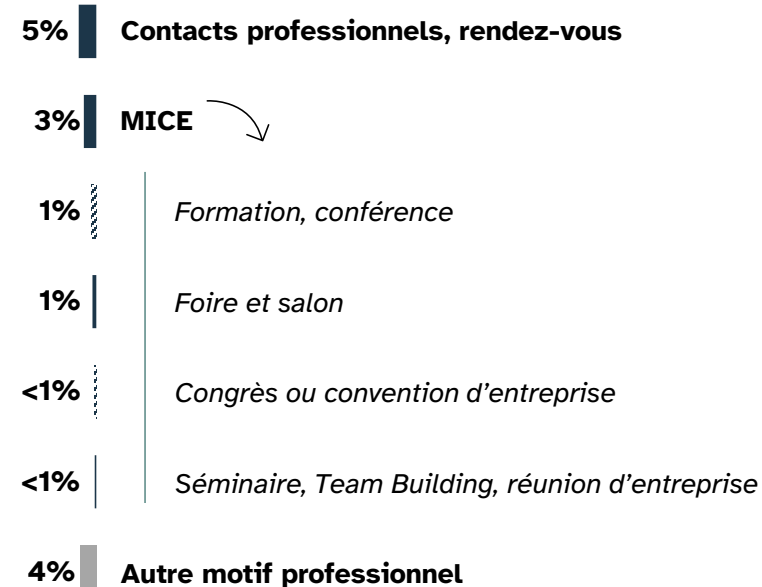 5% Contacts professionnels, rendez-vous
3% MICE
1% Formation, conférence
1% Foire et salon
<1% Congrès ou convention d’entreprise
<1% Séminaire, Team Building, réunion d’entreprise
4% Autre motif professionnel